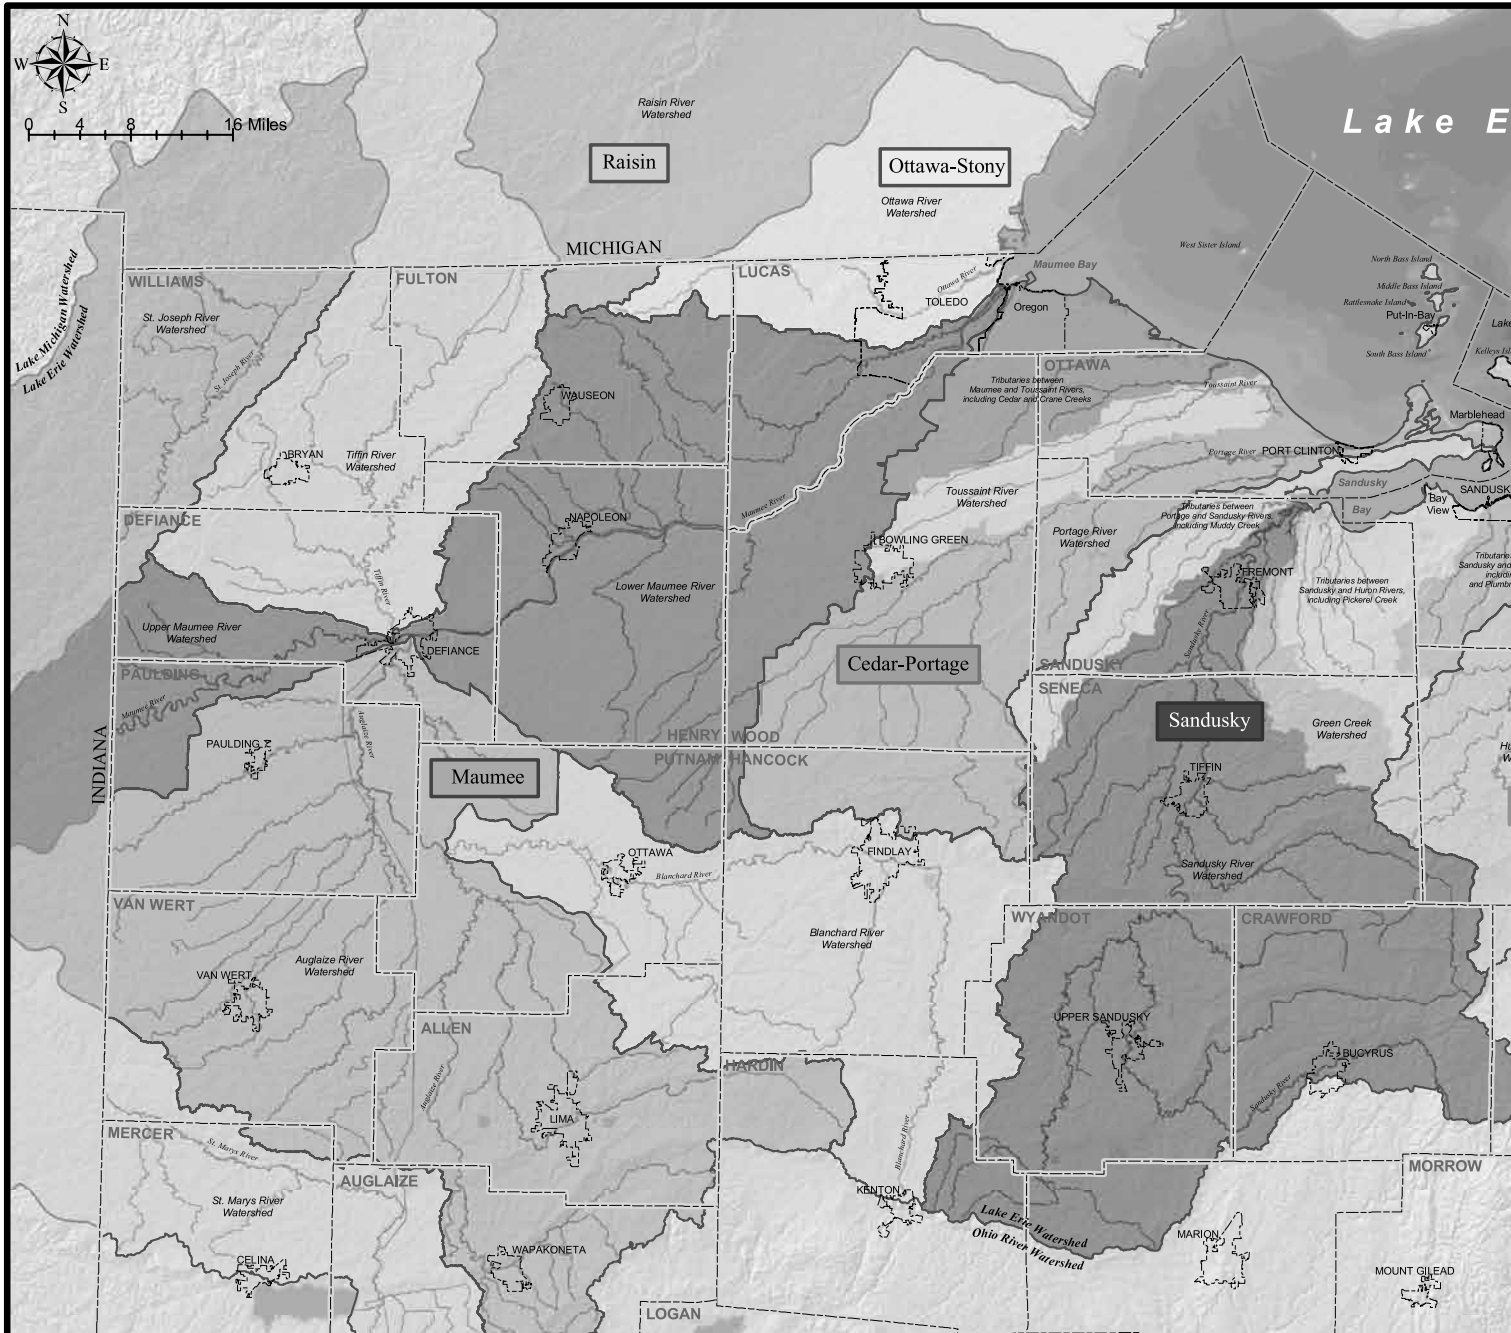 N
W E
S
0 4 8 16 Miles
Lake E
Raisin River
Watershed
Raisin
Ottawa-Stony
Ottawa River
Watershed
West Sister Island
North Bass Island
Middle Bass Island
Rattlesnake Island
Put-In-Bay
South Bass Island
Lake
Kelleys Isl
MICHIGAN
Lake Michigan Watershed
Lake Erie Watershed
WILLIAMS
FULTON
LUCAS
Maumee Bay
Ottawa River
TOLEDO
Oregon
St. Joseph River
Watershed
St. Joseph River
OTTAWA
Tributaries between
Maumee and Toussaint Rivers,
including Cedar and Crane Creeks
Toussaint River
WAUSEON
Marblehead
BRYAN
Tiffin River
Watershed
Portage River
PORT CLINTON
Sandusky
Bay
SANDUSK
Bay
View
Maumee River
Toussaint River
Watershed
DEFIANCE
NAPOLEON
Tributaries between
Portage and Sandusky Rivers,
including Muddy Creek
Portage River
Watershed
BOWLING GREEN
Tributarie
Sandusky and
includin
and Plumbr
Tiffin River
Lower Maumee River
Watershed
FREMONT
Tributaries between
Sandusky and Huron Rivers,
including Pickerel Creek
Sandusky River
Upper Maumee River
Watershed
DEFIANCE
Cedar-Portage
SANDUSKY
SENECA
PAULDING
Maumee River
Auglaize River
Sandusky
Green Creek
Watershed
HENRY WOOD
PUTNAM HANCOCK
PAULDING
INDIANA
Maumee
Hu
W
TIFFIN
OTTAWA
FINDLAY
Blanchard River
Sandusky River
Watershed
VAN WERT
WYANDOT
CRAWFORD
Blanchard River
Watershed
Auglaize River
Watershed
VAN WERT
ALLEN
UPPER SANDUSKY
HARDIN
BUCYRUS
Auglaize River
Sandusky River
LIMA
MERCER
St. Marys River
Blanchard River
AUGLAIZE
MORROW
St. Marys River
Watershed
KENTON
Lake Erie Watershed
Ohio River Watershed
MARION
CELINA
WAPAKONETA
MOUNT GILEAD
LOGAN